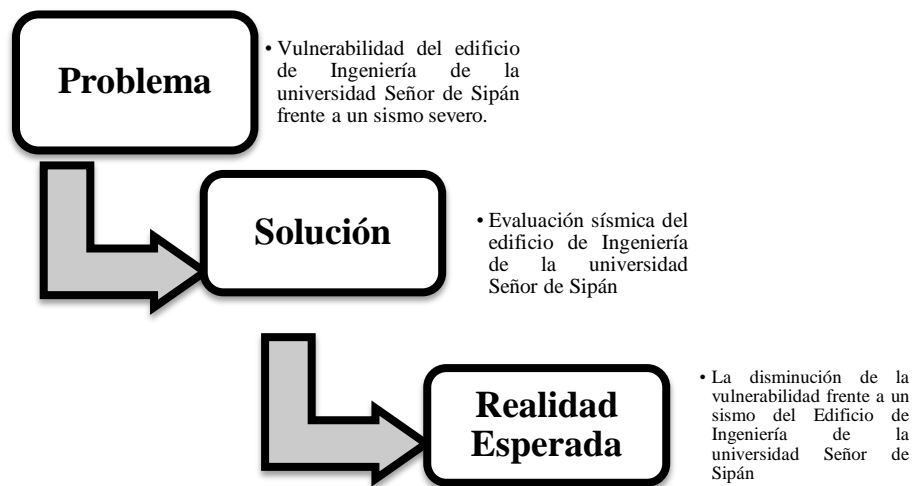 Problema
• Vulnerabilidad del edificio
de Ingeniería de la
universidad Señor de Sipán
frente a un sismo severo.
Solución
• Evaluación sísmica del
edificio de Ingeniería
de la universidad
Señor de Sipán
Realidad
Esperada
• La disminución de la
vulnerabilidad frente a un
sismo del Edificio de
Ingeniería de la
universidad Señor de
Sipán